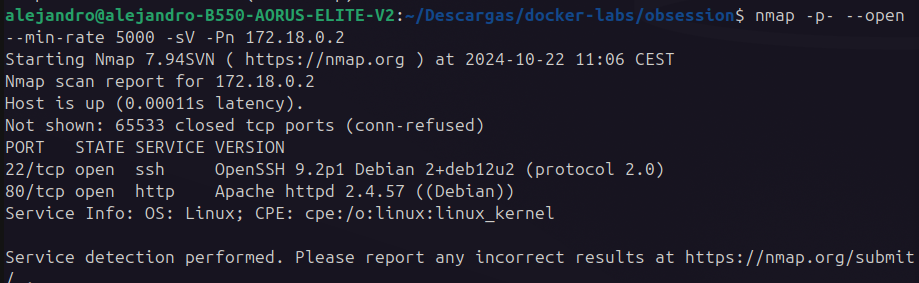 alejandro@alejandro-B550-AORUS-ELITE-V2:~/Descargas/docker-labs/obsession$ nmap -p- --open
--min-rate 5000 -sV -Pn 172.18.0.2
Starting Nmap 7.94SVN ( https://nmap.org ) at 2024-10-22 11:06 CEST
Nmap scan report for 172.18.0.2
Host is up (0.00011s latency).
Not shown: 65533 closed tcp ports (conn-refused)
PORT   STATE SERVICE VERSION
22/tcp open  ssh     OpenSSH 9.2p1 Debian 2+deb12u2 (protocol 2.0)
80/tcp open  http    Apache httpd 2.4.57 ((Debian))
Service Info: OS: Linux; CPE: cpe:/o:linux:linux_kernel

Service detection performed. Please report any incorrect results at https://nmap.org/submit
/ .